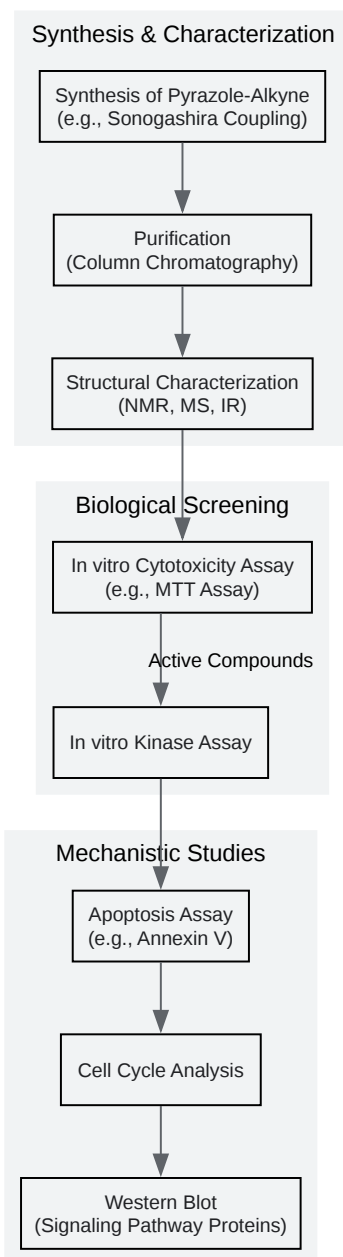 Synthesis & Characterization
Synthesis of Pyrazole-Alkyne
(e.g., Sonogashira Coupling)
Purification
(Column Chromatography)
Structural Characterization
(NMR, MS, IR)
Biological Screening
In vitro Cytotoxicity Assay
(e.g., MTT Assay)
Active Compounds
In vitro Kinase Assay
Mechanistic Studies
Apoptosis Assay
(e.g., Annexin V)
Cell Cycle Analysis
Western Blot
(Signaling Pathway Proteins)